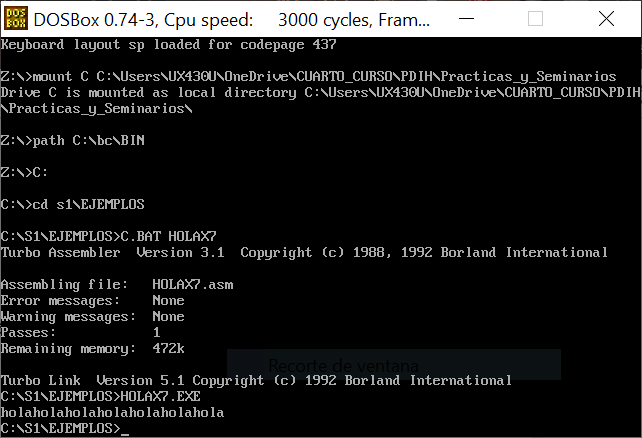 DOSBox 0.74-3, Cpu speed:    3000 cycles, Fram...
Keyboard layout sp loaded for codepage 437
Z:\>mount C C:\Users\UX430U\OneDrive\CUARTO_CURSO\PDIH\Practicas_y_Seminarios
Drive C is mounted as local directory C:\Users\UX430U\OneDrive\CUARTO_CURSO\PDIH
\Practicas_y_Seminarios\
Z:\>path C:\bc\BIN
Z:\>C:
C:\>cd s1\EJEMPLOS
C:\S1\EJEMPLOS>C.BAT HOLAX7
Turbo Assembler  Version 3.1  Copyright (c) 1988, 1992 Borland International
Assembling file:   HOLAX7.asm
Error messages:    None
Warning messages:  None
Passes:            1
Remaining memory:  472k
Recorte de ventana
Turbo Link  Version 5.1 Copyright (c) 1992 Borland International
C:\S1\EJEMPLOS>HOLAX7.EXE
holaholaholaholaholaholahola
C:\S1\EJEMPLOS>_